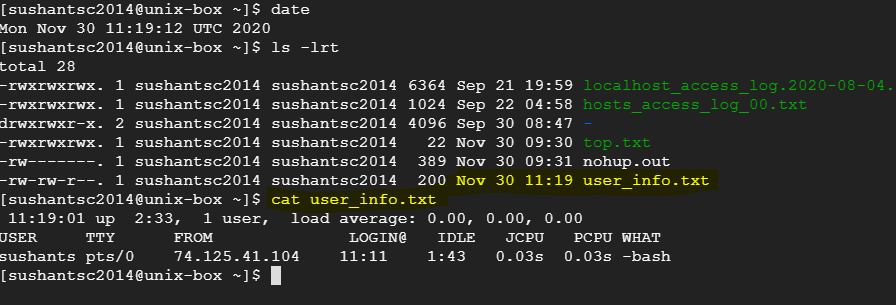 [sushantsc2014@unix-box ~]$ date
Mon Nov 30 11:19:12 UTC 2020
[sushantsc2014@unix-box ~]$ ls -lrt
total 28
-rwxrwxrwx. 1 sushantsc2014 sushantsc2014 6364 Sep 21 19:59 localhost_access_log.2020-08-04.
-rwxrwxrwx. 1 sushantsc2014 sushantsc2014 1024 Sep 22 04:58 hosts_access_log_00.txt
drwxrwxr-x. 2 sushantsc2014 sushantsc2014 4096 Sep 30 08:47 -
-rwxrwxrwx. 1 sushantsc2014 sushantsc2014   22 Nov 30 09:30 top.txt
-rw-------. 1 sushantsc2014 sushantsc2014  389 Nov 30 09:31 nohup.out
-rw-rw-r--. 1 sushantsc2014 sushantsc2014  200 Nov 30 11:19 user_info.txt
[sushantsc2014@unix-box ~]$ cat user_info.txt
 11:19:01 up  2:33,  1 user,  load average: 0.00, 0.00, 0.00
USER     TTY      FROM             LOGIN@   IDLE   JCPU   PCPU WHAT
sushants pts/0    74.125.41.104    11:11    1:43   0.03s  0.03s -bash
[sushantsc2014@unix-box ~]$